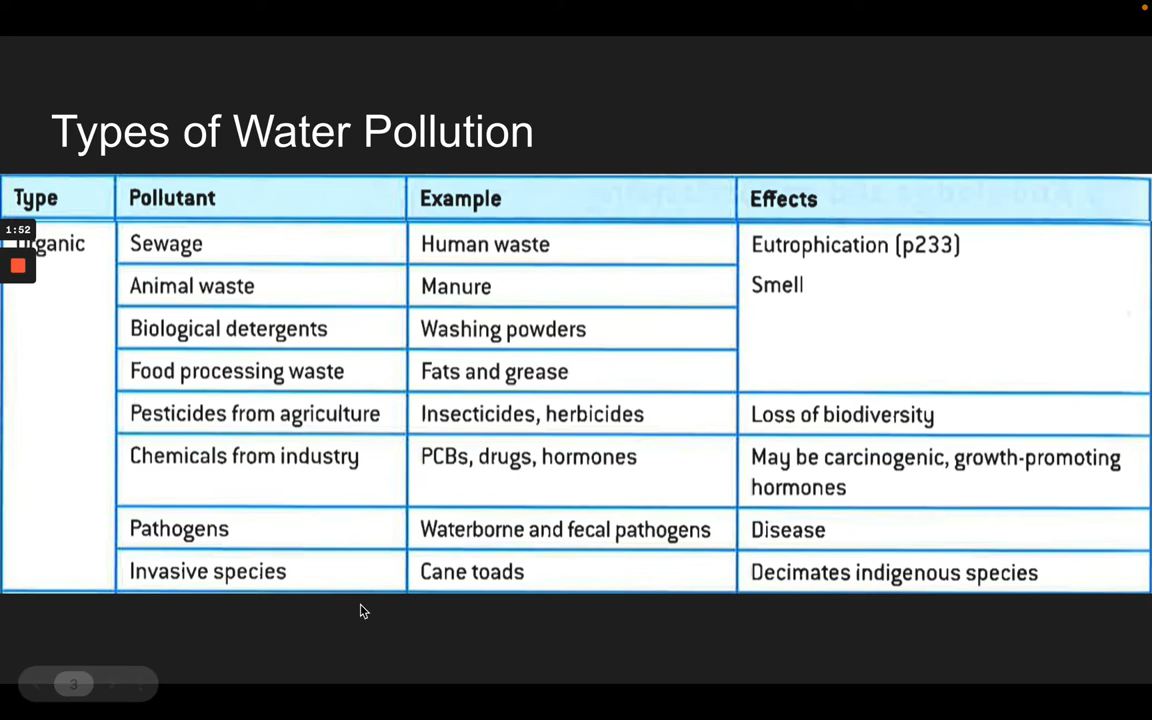 Types of Water Pollution
Type Pollutant Example Effects
1:52
Organic Sewage Human waste Eutrophication (p233)
Animal waste Manure Smell
Biological detergents Washing powders
Food processing waste Fats and grease
Pesticides from agriculture Insecticides, herbicides Loss of biodiversity
Chemicals from industry PCBs, drugs, hormones May be carcinogenic, growth-promoting
hormones
Pathogens Waterborne and fecal pathogens Disease
Invasive species Cane toads Decimates indigenous species
3